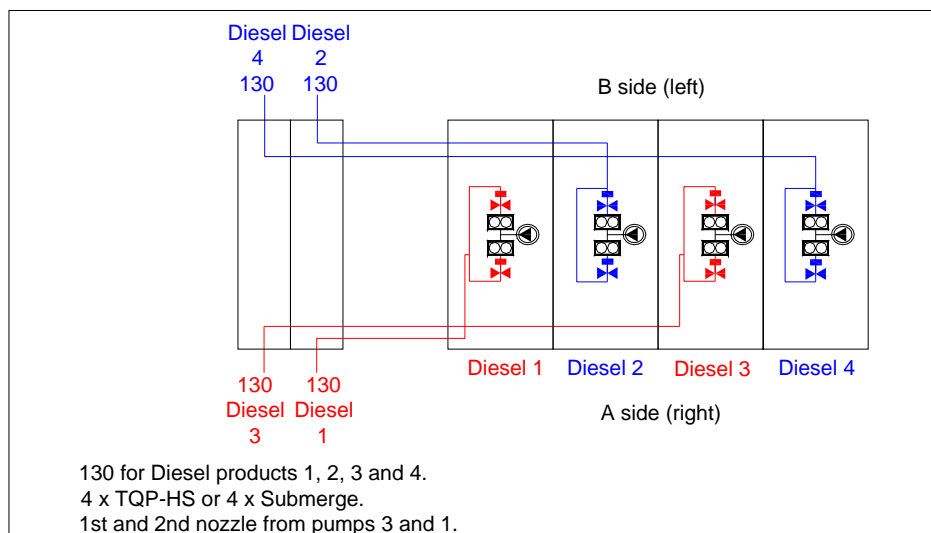 Diesel Diesel
4 2
130 130
B side (left)
Diesel 1 Diesel 2 Diesel 3 Diesel 4
130 130
Diesel Diesel
3 1
A side (right)
130 for Diesel products 1, 2, 3 and 4.
4 x TQP-HS or 4 x Submerge.
1st and 2nd nozzle from pumps 3 and 1.